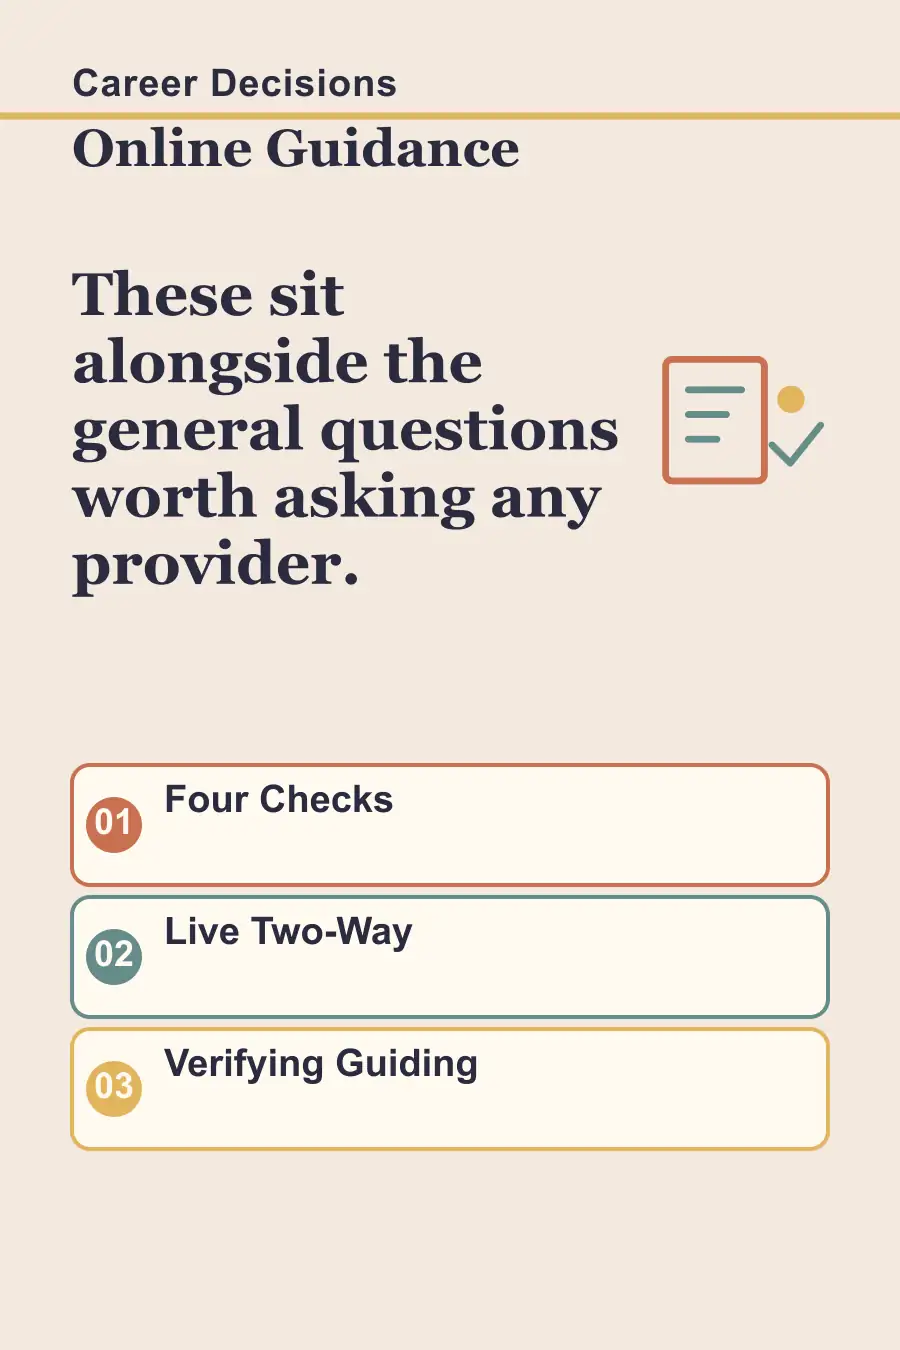 Career Decisions
Online Guidance
These sit
alongside the
general questions
worth asking any
provider.
01
Four Checks
02
Live Two-Way
03
Verifying Guiding